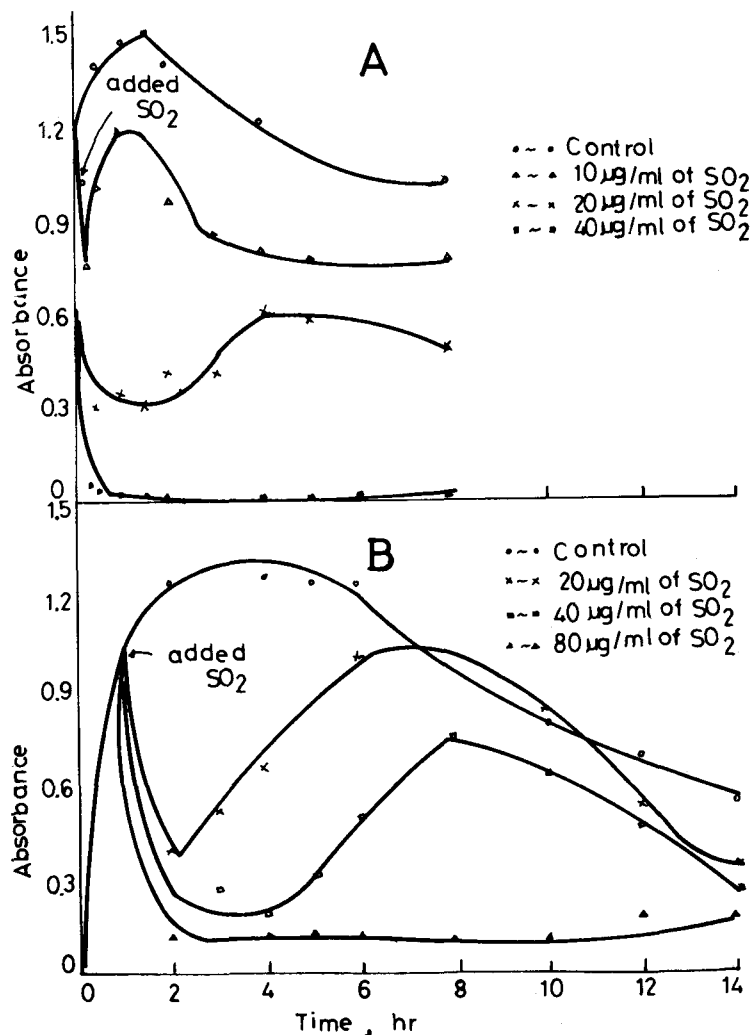 A
1.5
1.2
0.9
0.6
0.3
0
Absorbance
added
SO2
Control
10 µg/ml of SO2
20 µg/ml of SO2
40 µg/ml of SO2
B
1.5
1.2
0.9
0.6
0.3
0
Absorbance
added
SO2
Control
20 µg/ml of SO2
40 µg/ml of SO2
80 µg/ml of SO2
0 2 4 6 8 10 12 14
Time, hr